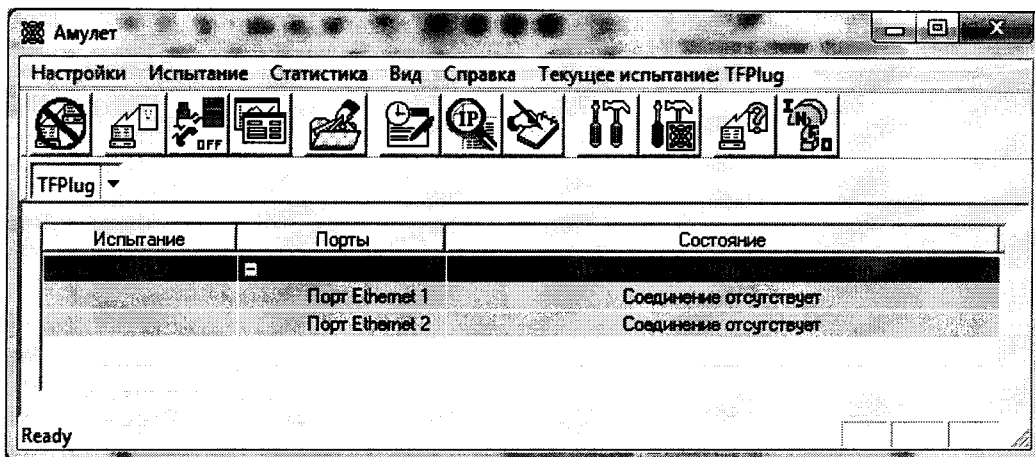 Амулет
Настройки Испытание Статистика Вид Справка Текущее испытание: TFPlug
OFF IP
TFPlug
Испытание Порты Состояние
Порт Ethernet 1 Соединение отсутствует
Порт Ethernet 2 Соединение отсутствует
Ready